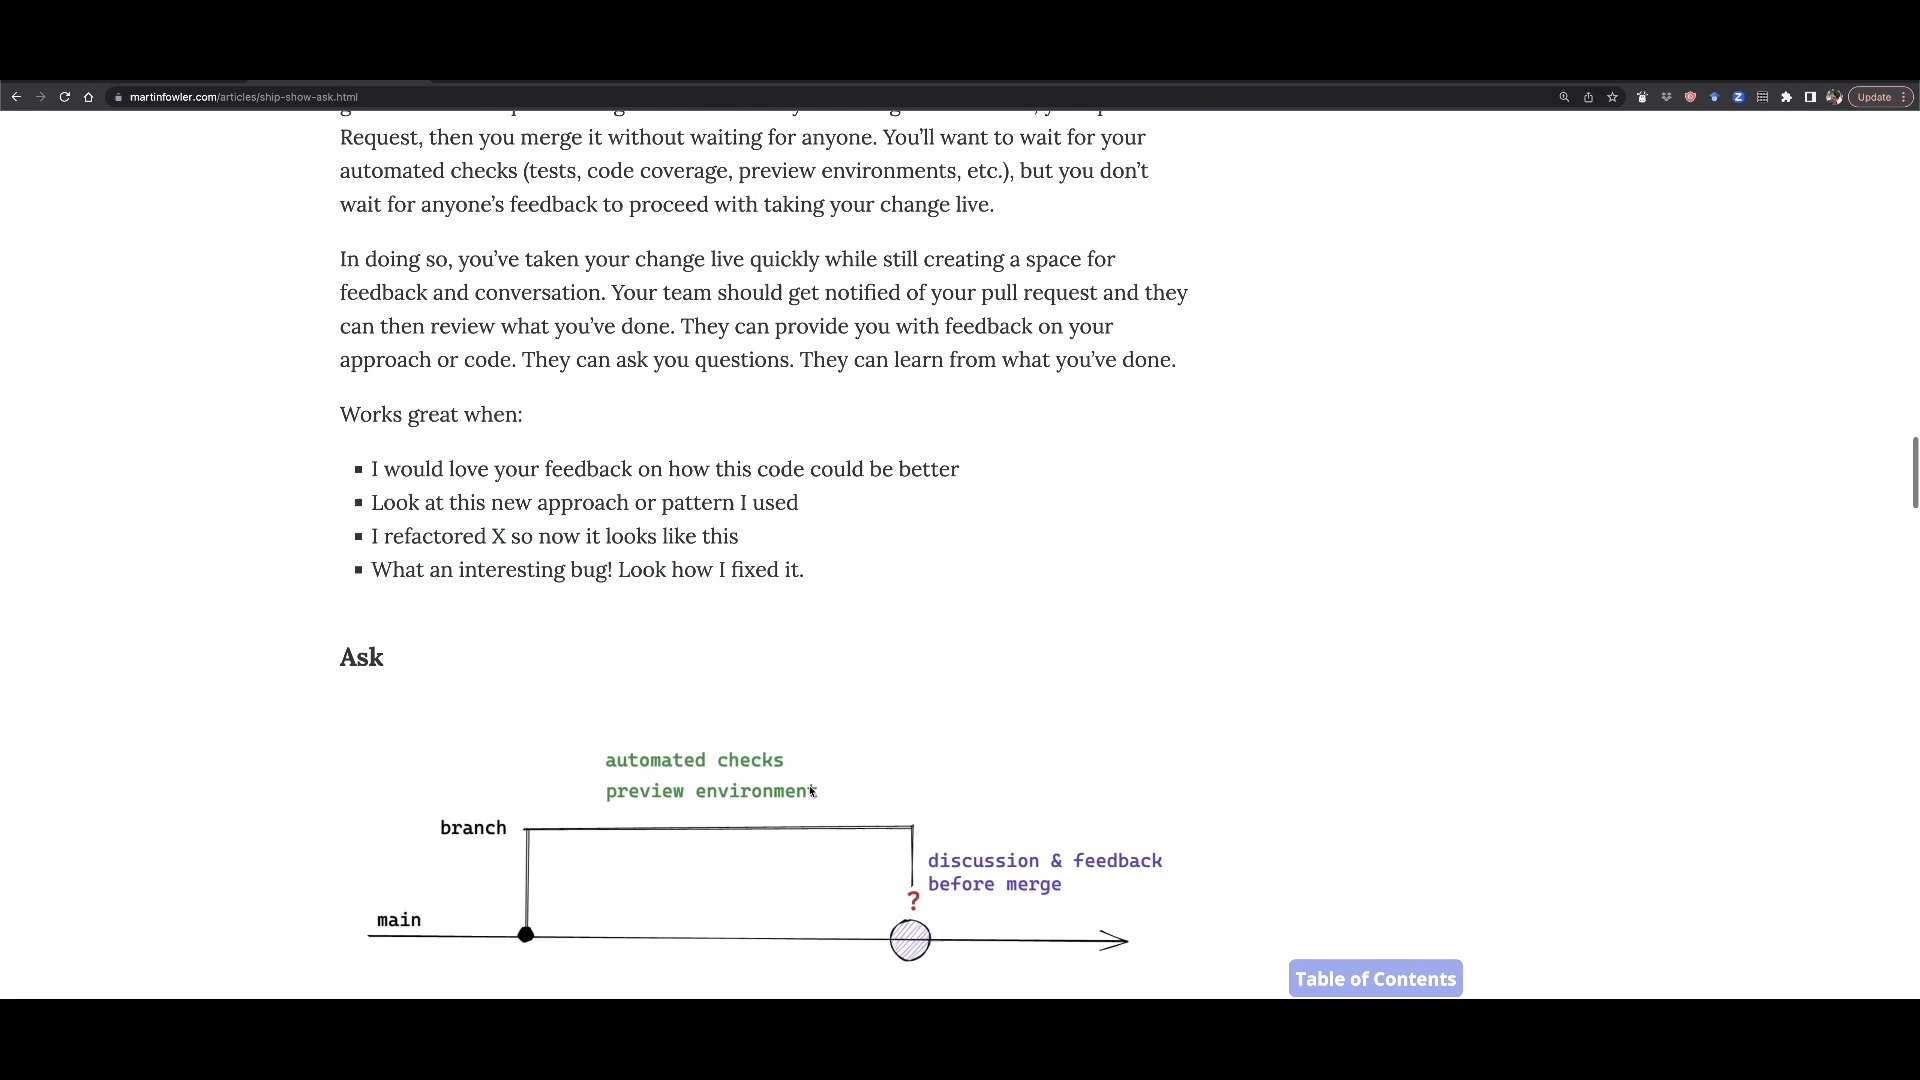 martinfowler.com/articles/ship-show-ask.html
Update
Request, then you merge it without waiting for anyone. You’ll want to wait for your
automated checks (tests, code coverage, preview environments, etc.), but you don’t
wait for anyone’s feedback to proceed with taking your change live.
In doing so, you’ve taken your change live quickly while still creating a space for
feedback and conversation. Your team should get notified of your pull request and they
can then review what you’ve done. They can provide you with feedback on your
approach or code. They can ask you questions. They can learn from what you’ve done.
Works great when:
I would love your feedback on how this code could be better
Look at this new approach or pattern I used
I refactored X so now it looks like this
What an interesting bug! Look how I fixed it.
Ask
automated checks
preview environment
branch
discussion & feedback
before merge
?
main
Table of Contents